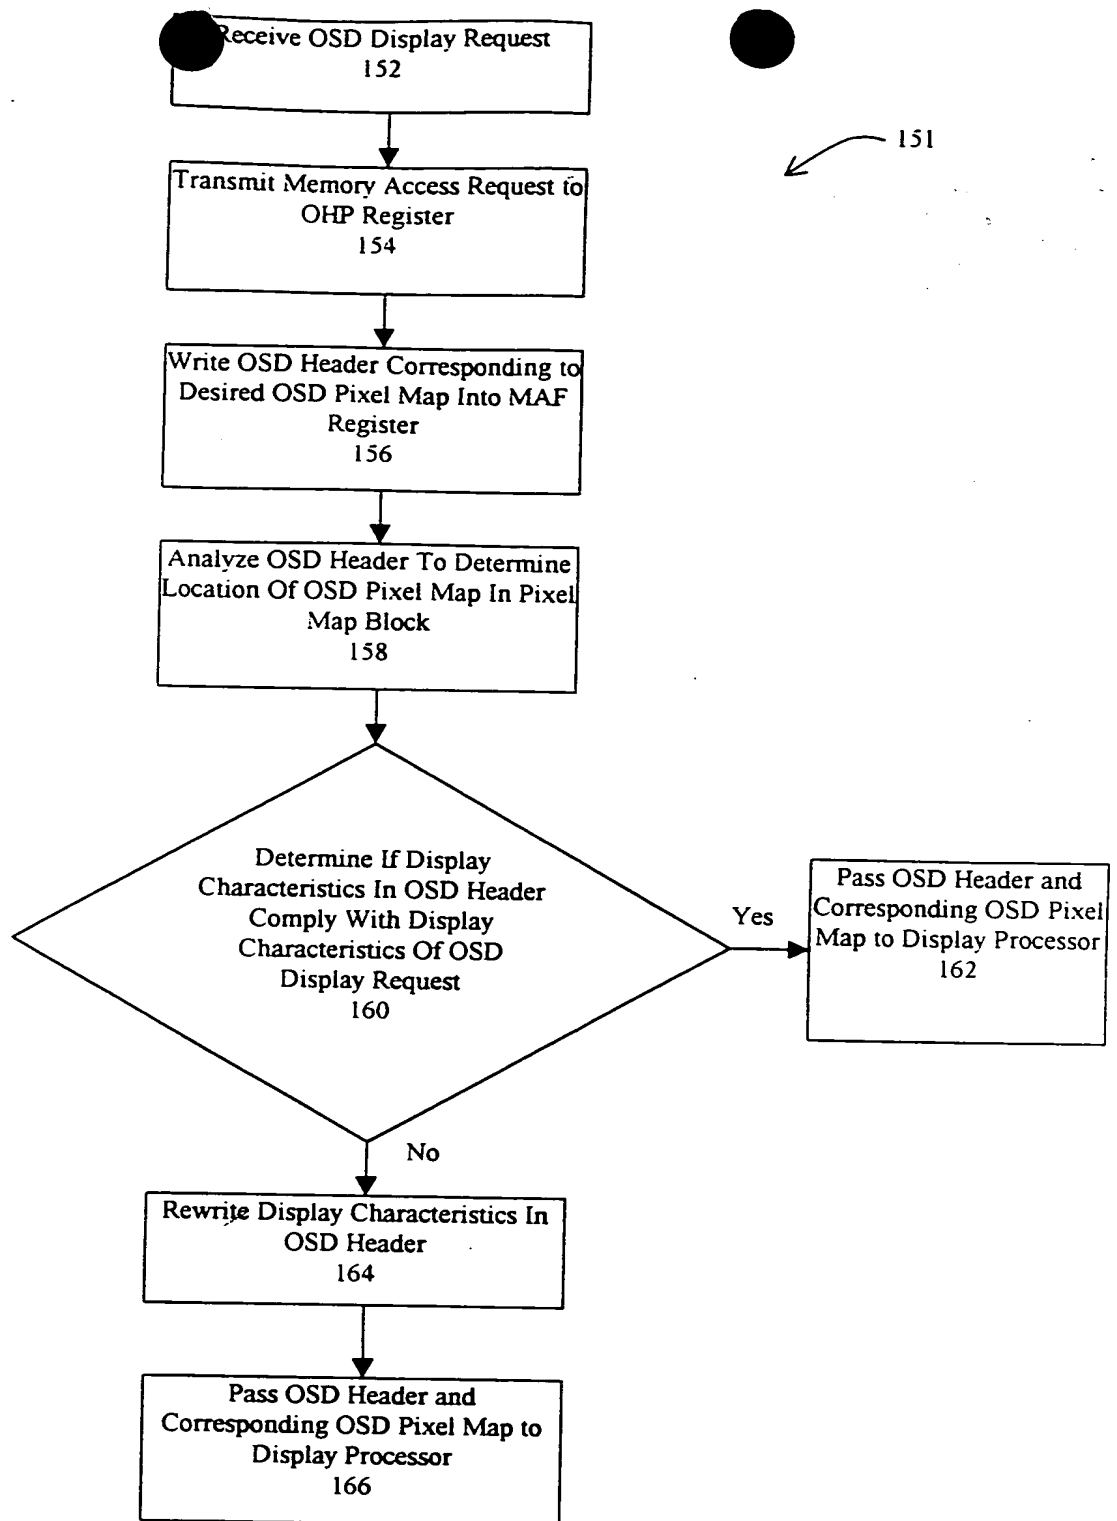 Receive OSD Display Request
152
151
Transmit Memory Access Request to
OHP Register
154
Write OSD Header Corresponding to
Desired OSD Pixel Map Into MAF
Register
156
Analyze OSD Header To Determine
Location Of OSD Pixel Map In Pixel
Map Block
158
Determine If Display
Characteristics In OSD Header
Comply With Display
Characteristics Of OSD
Display Request
160
Yes
Pass OSD Header and
Corresponding OSD Pixel
Map to Display Processor
162
No
Rewrite Display Characteristics In
OSD Header
164
Pass OSD Header and
Corresponding OSD Pixel Map to
Display Processor
166